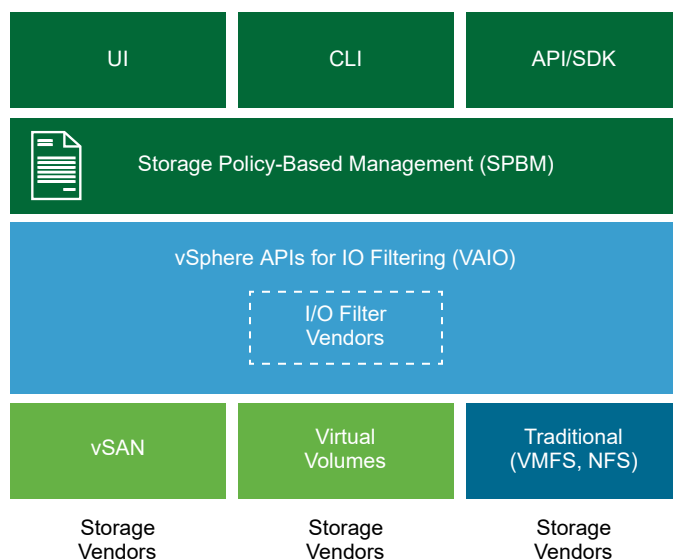 UI
CLI
API/SDK
Storage Policy-Based Management (SPBM)
vSphere APIs for IO Filtering (VAIO)
I/O Filter
Vendors
vSAN
Virtual
Volumes
Traditional
(VMFS, NFS)
Storage
Vendors
Storage
Vendors
Storage
Vendors